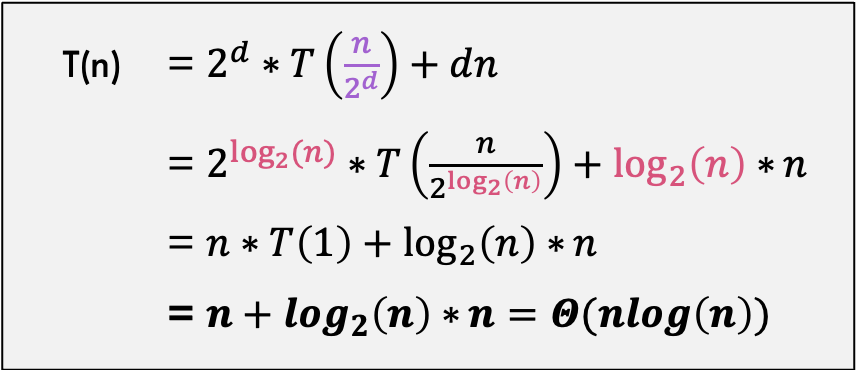 T(n) = 2^d * T(n/2^d) + dn
= 2^log₂(n) * T(n/2^log₂(n)) + log₂(n) * n
= n * T(1) + log₂(n) * n
= n + log₂(n) * n = Θ(nlog(n))